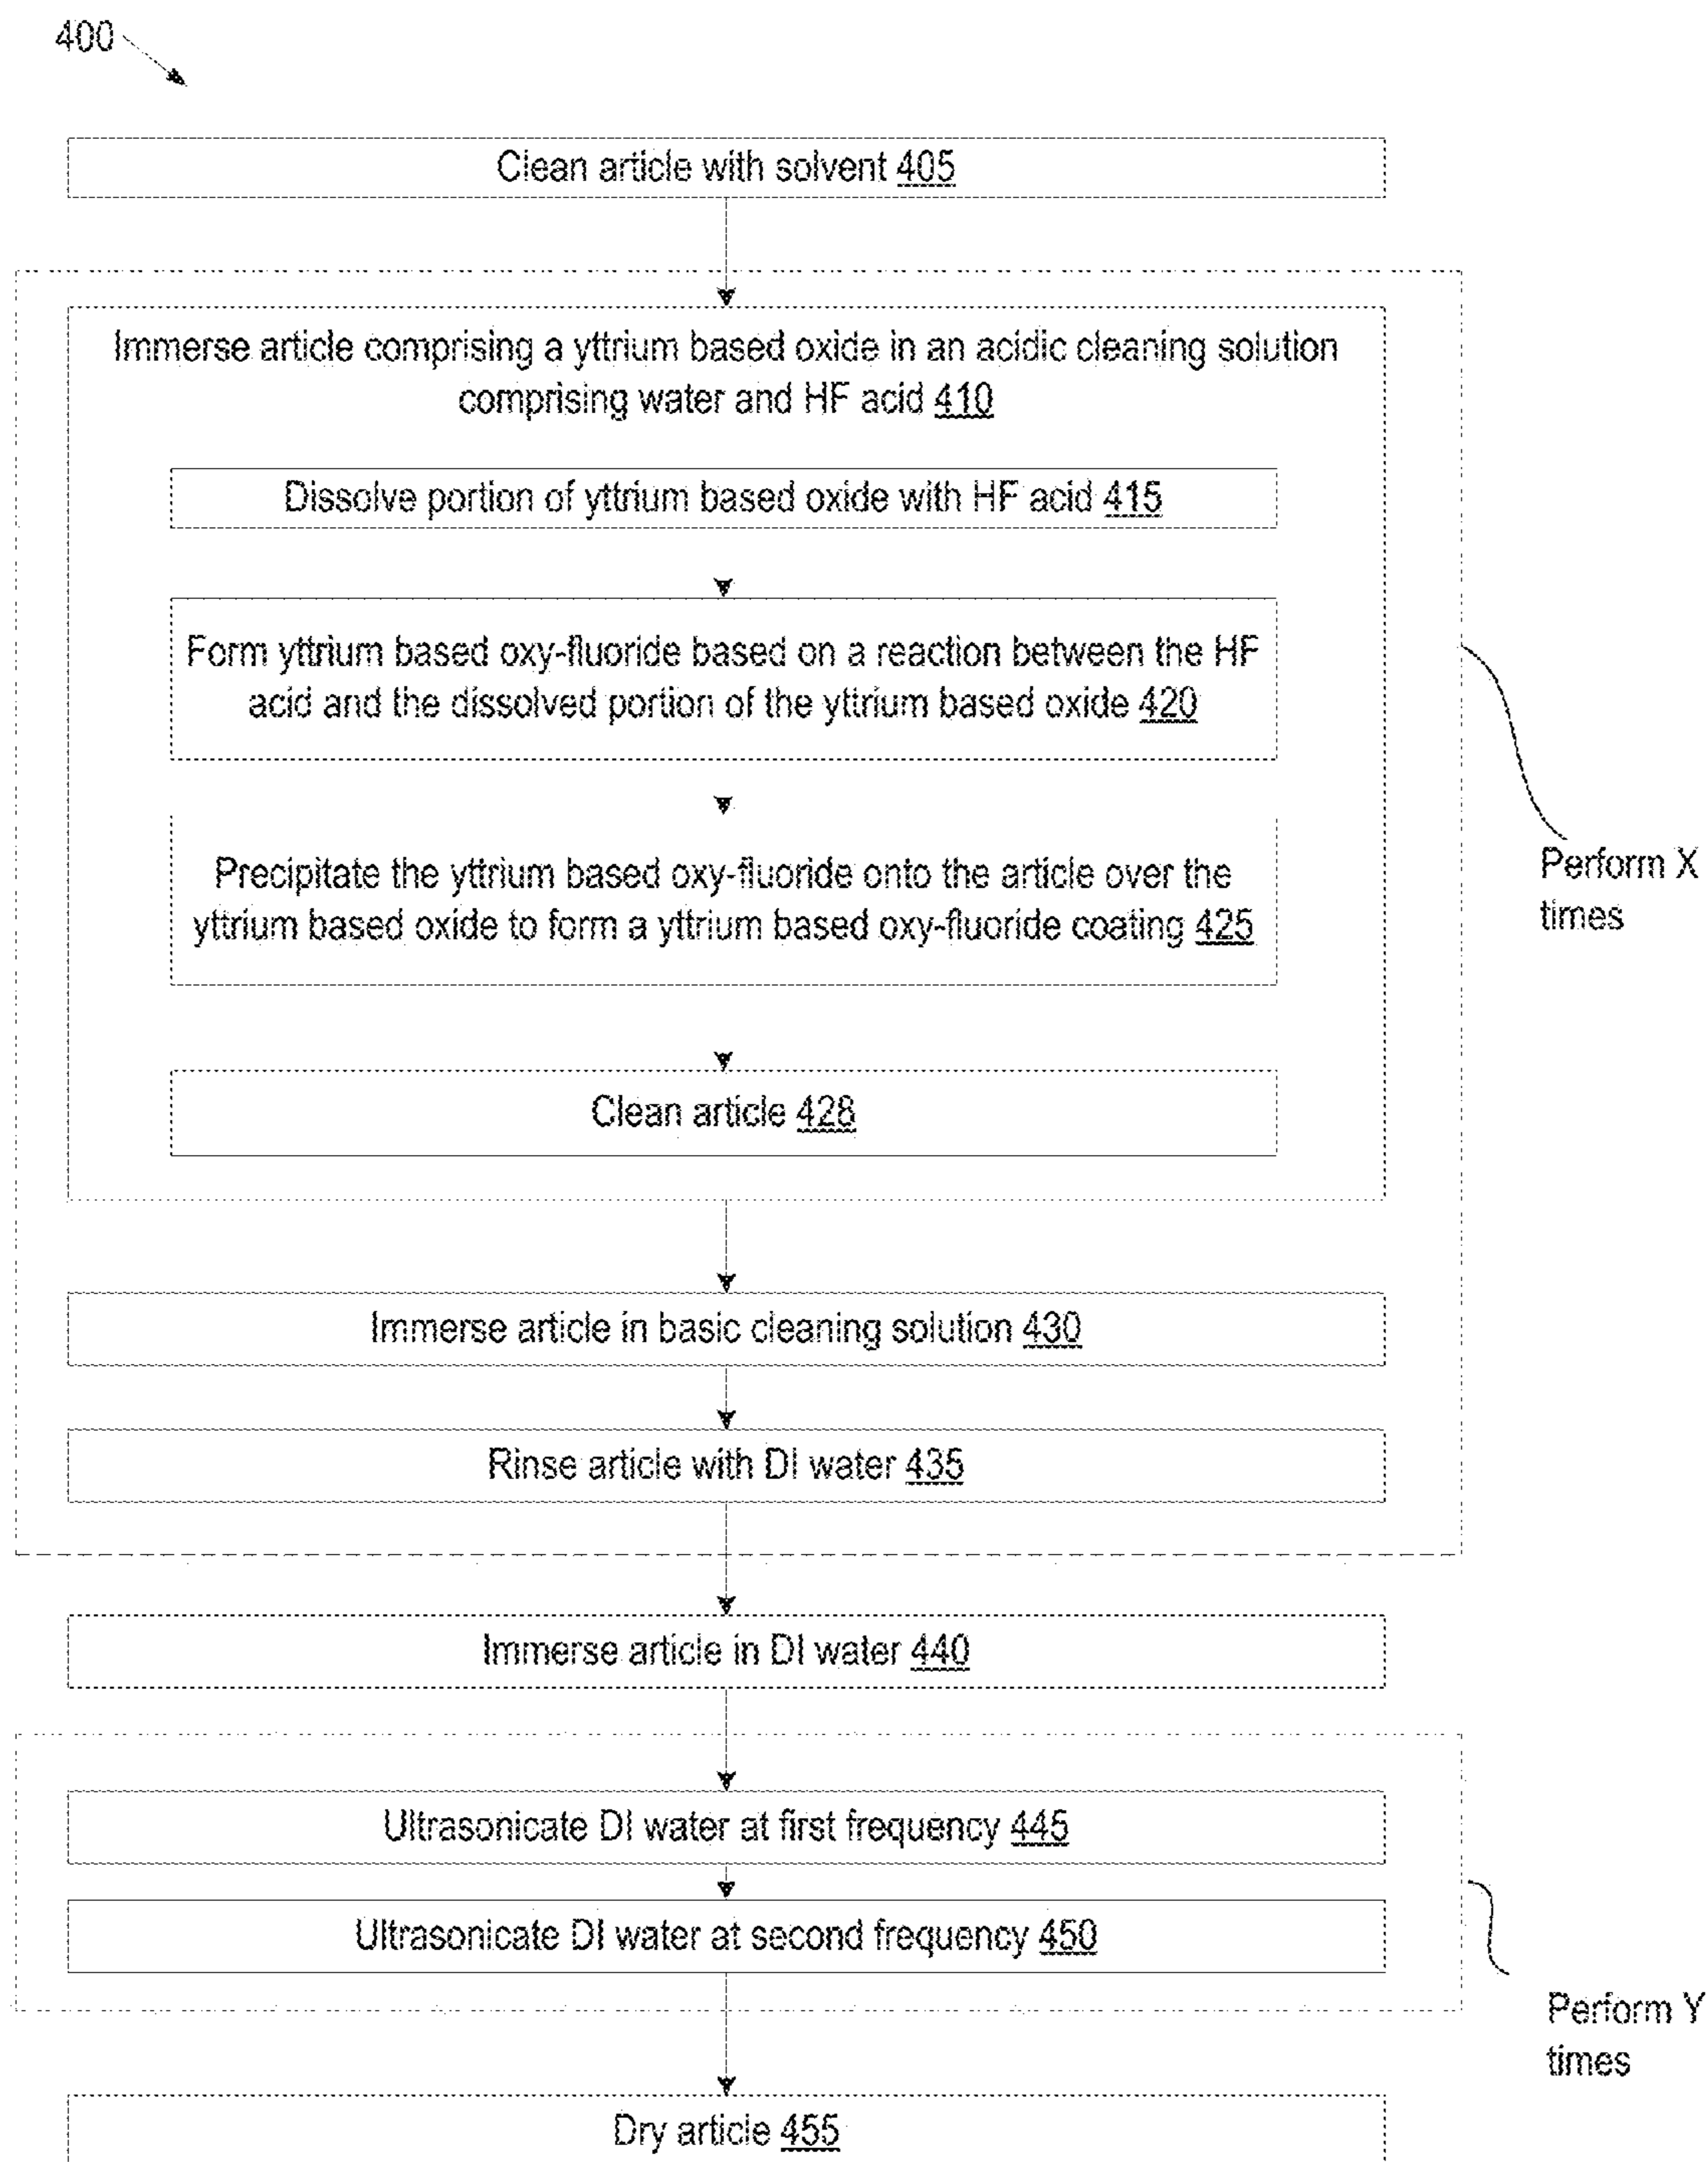 400
Clean article with solvent 405
Immerse article comprising a yttrium based oxide in an acidic cleaning solution
comprising water and HF acid 410
Dissolve portion of yttrium based oxide with HF acid 415
Form yttrium based oxy-fluoride based on a reaction between the HF
acid and the dissolved portion of the yttrium based oxide 420
Precipitate the yttrium based oxy-fluoride onto the article over the
yttrium based oxide to form a yttrium based oxy-fluoride coating 425
Perform X
times
Clean article 428
Immerse article in basic cleaning solution 430
Rinse article with DI water 435
Immerse article in DI water 440
Ultrasonicate DI water at first frequency 445
Ultrasonicate DI water at second frequency 450
Perform Y
times
Dry article 455